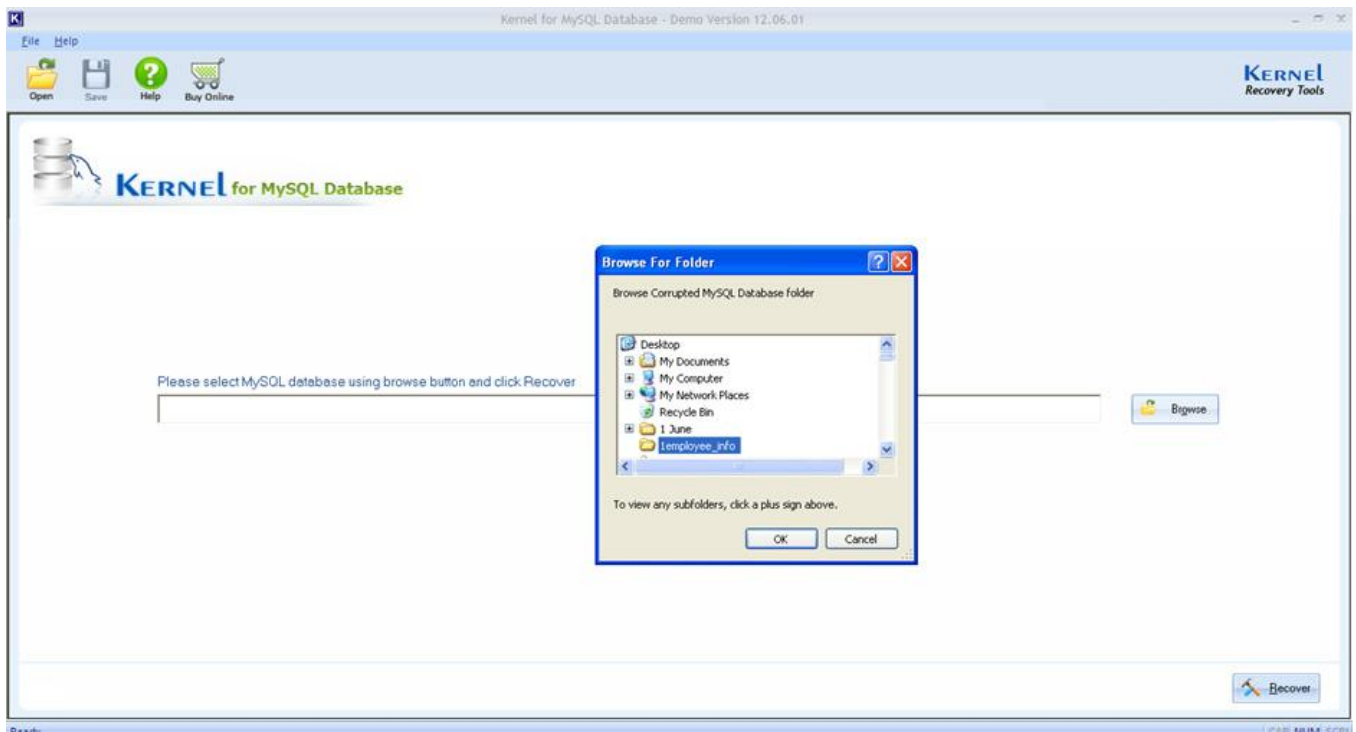 K
Kernel for MySQL Database - Demo Version 12.06.01
File Help
Open Save Help Buy Online
KERNEL
Recovery Tools
KERNEL for MySQL Database
Browse For Folder
Browse Corrupted MySQL Database folder
Desktop
My Documents
My Computer
My Network Places
Recycle Bin
1 June
1employee_info
Please select MySQL database using browse button and click Recover
Browse
To view any subfolders, click a plus sign above.
OK Cancel
Recover
Ready NUM